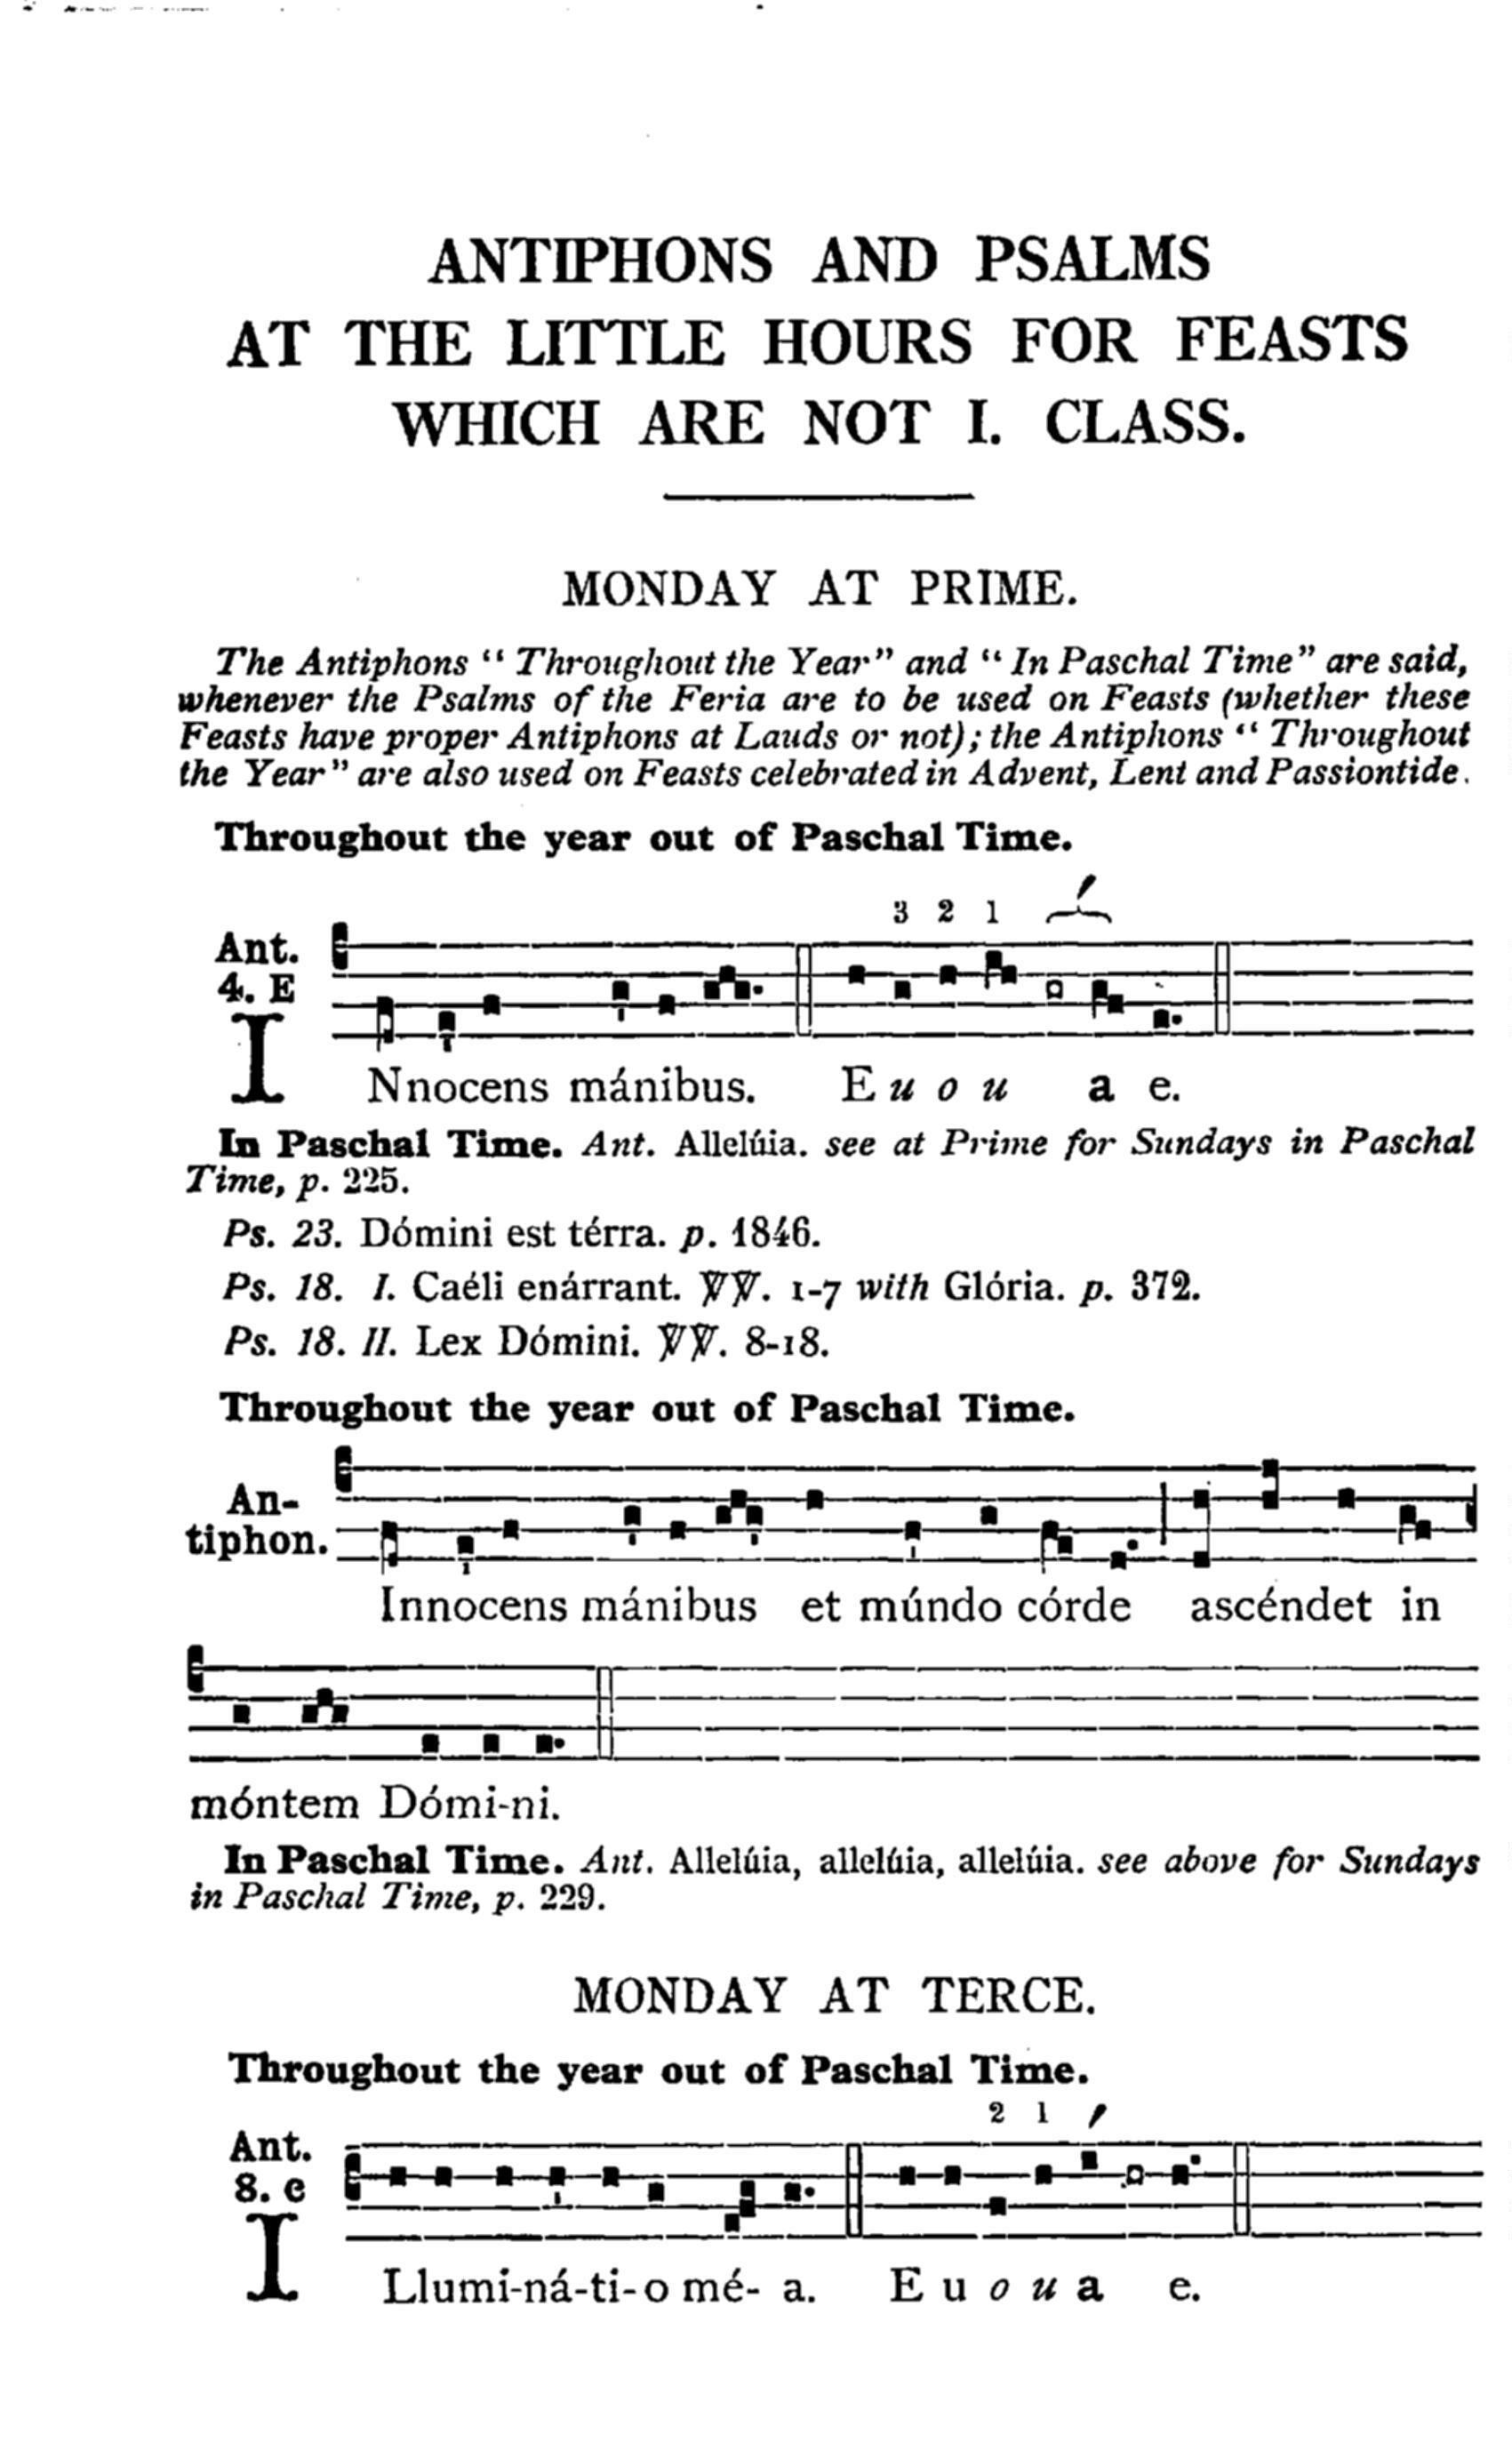 ANTIPHONS AND PSALMS
AT THE LITTLE HOURS FOR FEASTS
WHICH ARE NOT I. CLASS.
MONDAY AT PRIME.
The Antiphons “ Throughout the Year” and “ In Paschal Time” are said,
whenever the Psalms of the Feria are to be used on Feasts (whether these
Feasts have proper Antiphons at Lauds or not); the Antiphons “ Throughout
the Year” are also used on Feasts celebrated in Advent, Lent and Passiontide.
Throughout the year out of Paschal Time.
3 2 1
Ant.
4. E
INnocens mánibus. E u o u a e.
In Paschal Time. Ant. Allelúia. see at Prime for Sundays in Paschal
Time, p. 225.
Ps. 23. Dómini est térra. p. 1846.
Ps. 18. I. Caéli enárrant. ℣℣. 1-7 with Glória. p. 372.
Ps. 18. II. Lex Dómini. ℣℣. 8-18.
Throughout the year out of Paschal Time.
An-
tiphon.
Innocens mánibus et múndo córde ascéndet in
móntem Dómi-ni.
In Paschal Time. Ant. Allelúia, allelúia, allelúia. see above for Sundays
in Paschal Time, p. 229.
MONDAY AT TERCE.
Throughout the year out of Paschal Time.
2 1
Ant.
8. c
ILlumi-ná-ti-o mé- a. E u o u a e.